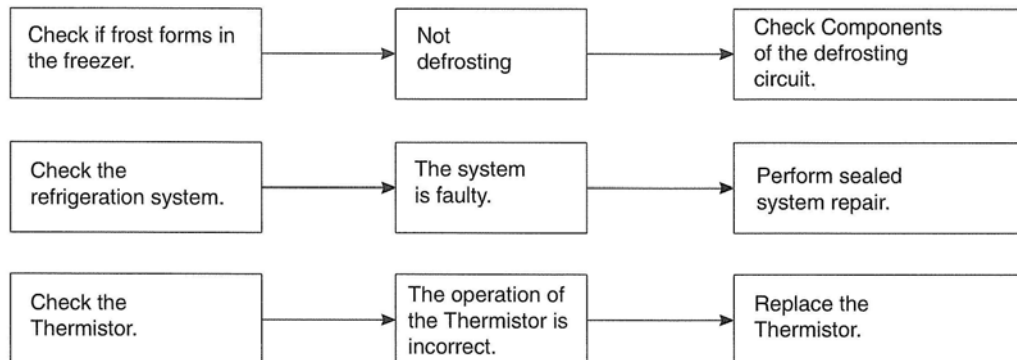 Check if frost forms in
the freezer.
Not
defrosting
Check Components
of the defrosting
circuit.
Check the
refrigeration system.
The system
is faulty.
Perform sealed
system repair.
Check the
Thermistor.
The operation of
the Thermistor is
incorrect.
Replace the
Thermistor.